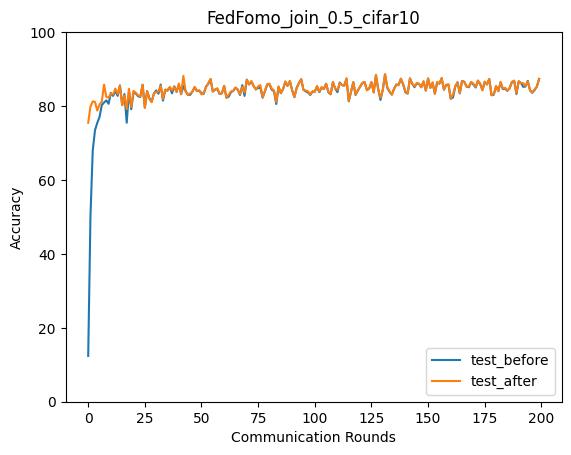 FedFomo_join_0.5_cifar10
100
80
60
40
20
0
Accuracy
0 25 50 75 100 125 150 175 200
Communication Rounds
test_before
test_after